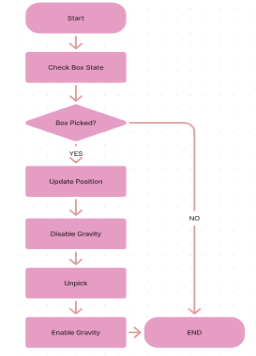 Start
Check Box State
Box Picked?
YES
Update Position
Disable Gravity
NO
Unpick
Enable Gravity
END